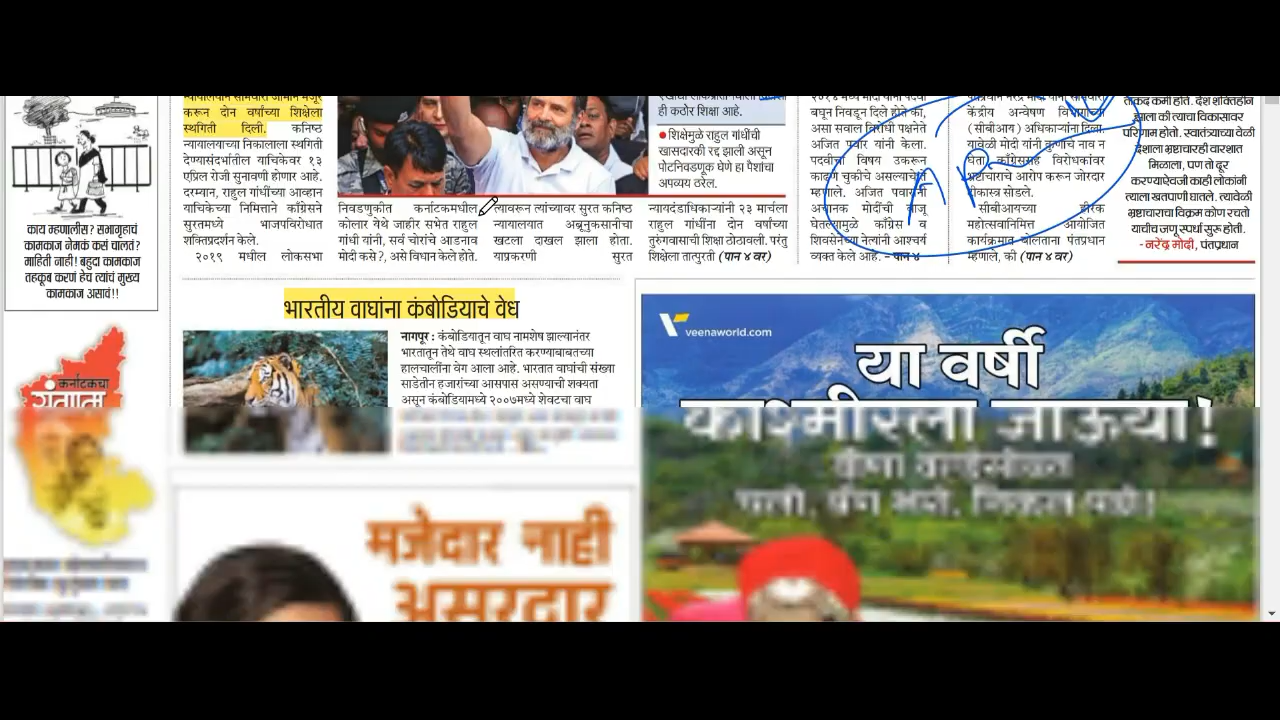 काय म्हणालीस? सभागृहाचं
कामकाज नेमकं कसं चालतं?
माहिती नाही! बहुदा कामकाज
तहकूब करणं हेच त्यांचं मुख्य
कामकाज असावं!!
कर्नाटकचा
करून दोन वर्षांच्या शिक्षेला
स्थगिती दिली. कनिष्ठ
न्यायालयाच्या निकालाला स्थगिती
देण्यासंदर्भातील याचिकेवर १३
एप्रिल रोजी सुनावणी होणार आहे.
दरम्यान, राहुल गांधींच्या आव्हान
याचिकेच्या निमित्ताने काँग्रेसने
सुरतमध्ये भाजपविरोधात
शक्तिप्रदर्शन केले.
२०१९ मधील लोकसभा
निवडणुकीत कर्नाटकमधील
कोलार येथे जाहीर सभेत राहुल
गांधी यांनी, सर्व चोरांचे आडनाव
मोदी कसे?, असे विधान केले होते.
त्यावरून त्यांच्यावर सुरत कनिष्ठ
न्यायालयात अब्रूनुकसानीचा
खटला दाखल झाला होता.
याप्रकरणी सुरत
ही कठोर शिक्षा आहे.
● शिक्षेमुळे राहुल गांधींची
खासदारकी रद्द झाली असून
पोटनिवडणूक घेणे हा पैशांचा
अपव्यय ठरेल.
न्यायदंडाधिकाऱ्यांनी २३ मार्चला
राहुल गांधींना दोन वर्षांच्या
तुरुंगवासाची शिक्षा ठोठावली. परंतु
शिक्षेला तात्पुरती (पान ४ वर)
बघून निवडून दिले होते का,
असा सवाल विरोधी पक्षनेते
अजित पवार यांनी केला.
पदवीचा विषय उकरून
काढणे चुकीचे असल्याचेही
म्हणाले. अजित पवारांनी
अचानक मोदींची बाजू
घेतल्यामुळे काँग्रेस व
शिवसेनेच्या नेत्यांनी आश्चर्य
व्यक्त केले आहे. - पान ४
केंद्रीय अन्वेषण विभागाच्या
(सीबीआय) अधिकाऱ्यांना दिला.
यावेळी मोदी यांनी कुणाचे नाव न
घेता काँग्रेससह विरोधकांवर
भ्रष्टाचाराचे आरोप करून जोरदार
टीकास्त्र सोडले.
सीबीआयच्या हीरक
महोत्सवानिमित्त आयोजित
कार्यक्रमात बोलताना पंतप्रधान
म्हणाले, की (पान ४ वर)
ताकद कमी होते. देश शक्तिहीन
झाला की त्याचा विकासावर
परिणाम होतो. स्वातंत्र्याच्या वेळी
देशाला भ्रष्टाचारही वारशात
मिळाला, पण तो दूर
करण्याऐवजी काही लोकांनी
त्याला खतपाणी घातले. त्यावेळी
भ्रष्टाचाराचा विक्रम कोण रचतो
याचीच जणू स्पर्धा सुरू होती.
- नरेंद्र मोदी, पंतप्रधान
भारतीय वाघांना कंबोडियाचे वेध
नागपूर : कंबोडियातून वाघ नामशेष झाल्यानंतर
भारतातून तेथे वाघ स्थलांतरित करण्याबाबतच्या
हालचालींना वेग आला आहे. भारतात वाघांची संख्या
साडेतीन हजारांच्या आसपास असण्याची शक्यता
असून कंबोडियामध्ये २००७मध्ये शेवटचा वाघ
मजेदार नाही
असरदार
veenaworld.com
या वर्षी
काश्मीरला जाऊया!